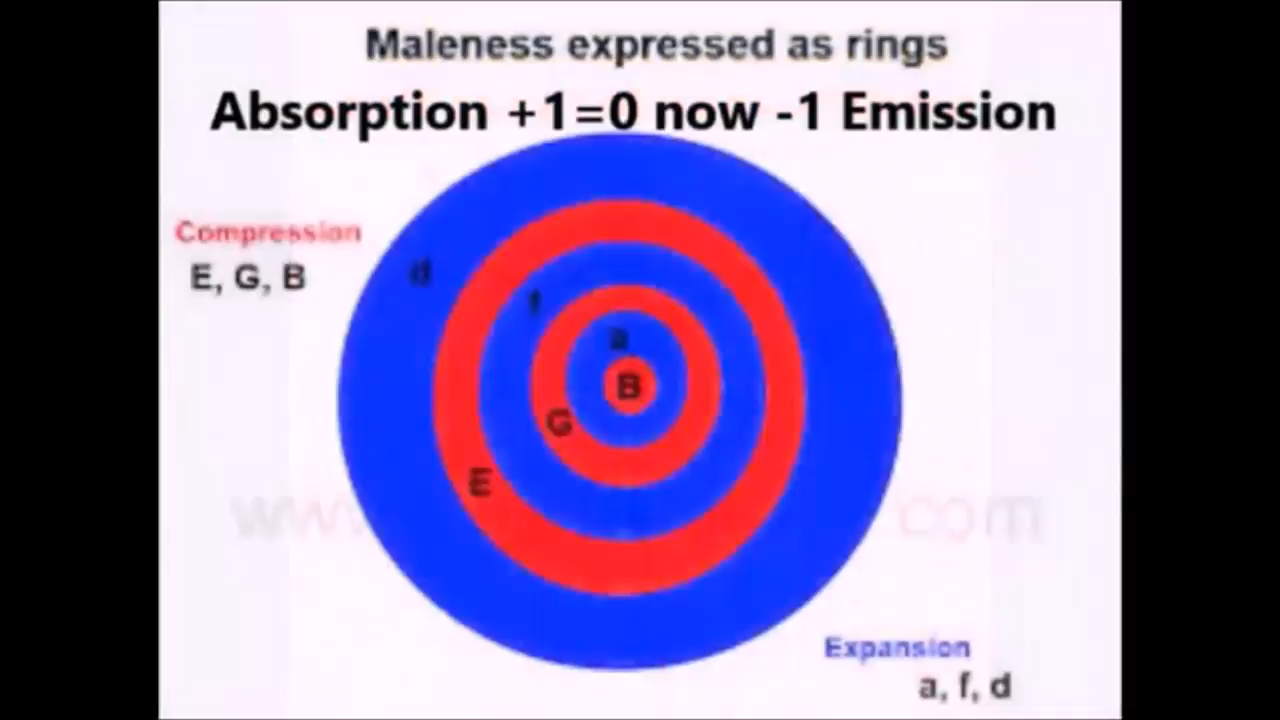 Maleness expressed as rings
Absorption +1=0 now -1 Emission
Compression
E, G, B
d
f
a
B
G
E
Expansion
a, f, d